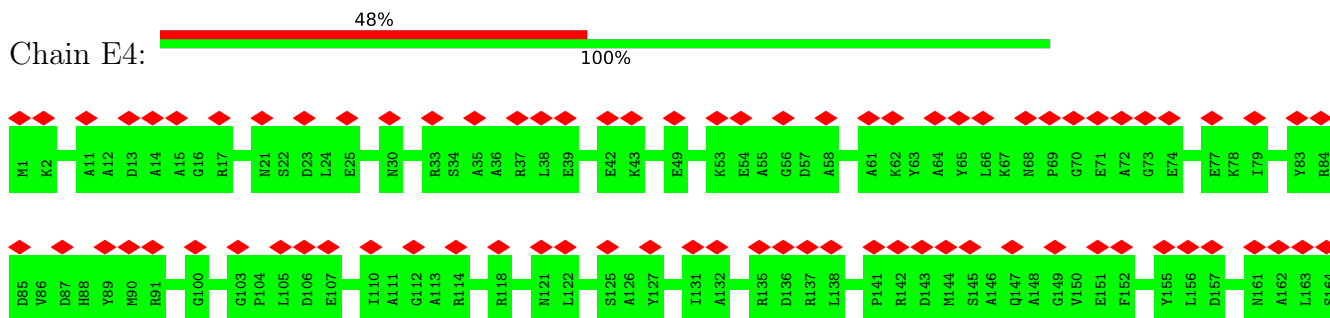 48%
Chain E4:
100%
M1 K2 A11 A12 D13 A14 A15 G16 R17 N21 S22 D23 L24 E25 N30 R33 S34 A35 A36 R37 L38 E39 E42 K43 E49 K53 E54 A55 G56 D57 A58 A61 K62 Y63 A64 Y65 L66 K67 N68 P69 G70 E71 A72 G73 E74 E77 K78 I79 Y83 R84
D85 V86 D87 H88 Y89 M90 R91 G100 G103 P104 L105 D106 E107 I110 A111 G112 A113 R114 R118 N121 L122 S125 A126 Y127 I131 A132 R135 D136 R137 L138 P141 R142 D143 M144 S145 A146 Q147 A148 G149 V150 E151 F152 Y155 L156 D157 N161 A162 L163 S164